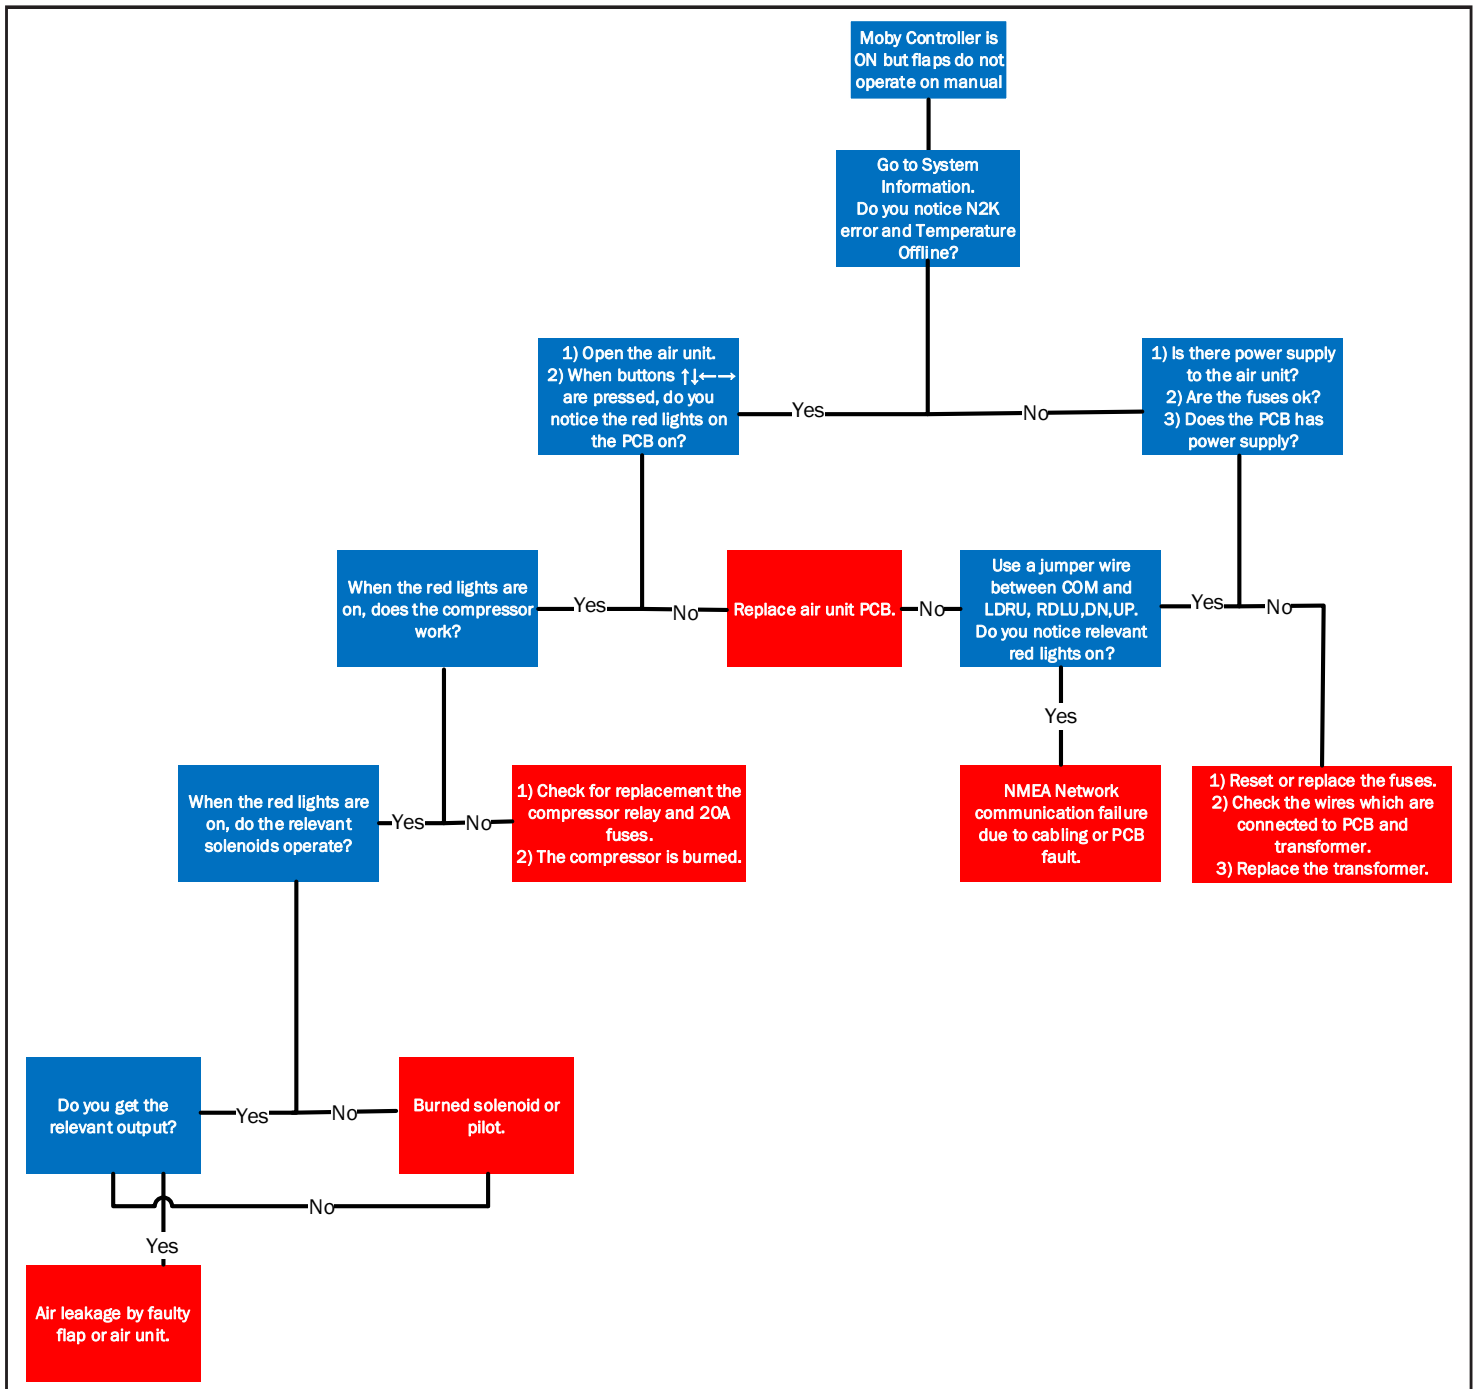 Moby Controller is
ON but flaps do not
operate on manual
Go to System
Information.
Do you notice N2K
error and Temperature
Offline?
1) Open the air unit.
2) When buttons ↑↓←→
are pressed, do you
notice the red lights on
the PCB on?
Yes
No
1) Is there power supply
to the air unit?
2) Are the fuses ok?
3) Does the PCB has
power supply?
When the red lights are
on, does the compressor
work?
Yes
No
Replace air unit PCB.
No
Use a jumper wire
between COM and
LDRU, RDLU,DN,UP.
Do you notice relevant
red lights on?
Yes
No
Yes
When the red lights are
on, do the relevant
solenoids operate?
Yes
No
1) Check for replacement the
compressor relay and 20A
fuses.
2) The compressor is burned.
NMEA Network
communication failure
due to cabling or PCB
fault.
1) Reset or replace the fuses.
2) Check the wires which are
connected to PCB and
transformer.
3) Replace the transformer.
Do you get the
relevant output?
Yes
No
Burned solenoid or
pilot.
No
Yes
Air leakage by faulty
flap or air unit.